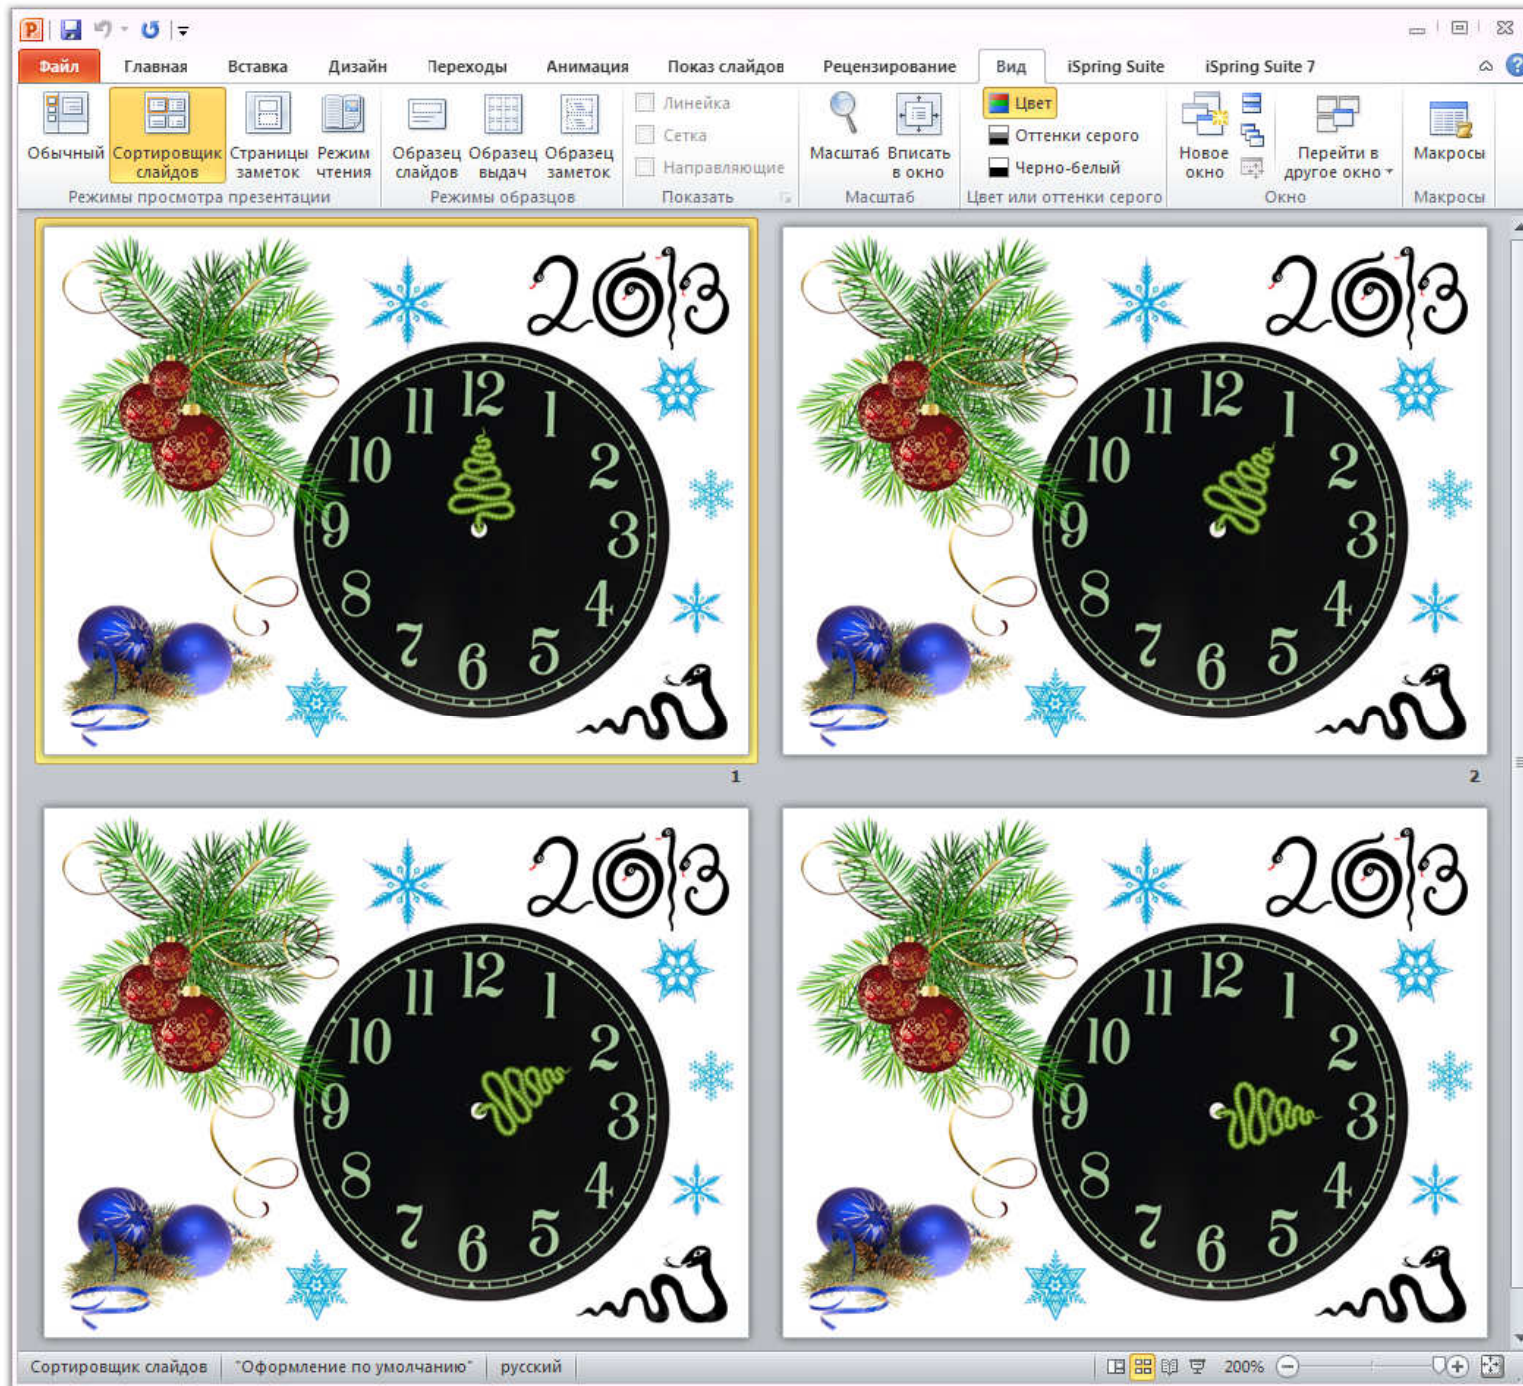 Файл Главная Вставка Дизайн Переходы Анимация Показ слайдов Рецензирование Вид iSpring Suite iSpring Suite 7
Обычный
Сортировщик слайдов
Страницы заметок
Режим чтения
Режимы просмотра презентации
Образец слайдов
Образец выдач
Образец заметок
Режимы образцов
Линейка
Сетка
Направляющие
Показать
Масштаб
Вписать в окно
Масштаб
Цвет
Оттенки серого
Черно-белый
Цвет или оттенки серого
Новое окно
Перейти в другое окно
Окно
Макросы
Макросы
2013
12 1 2 3 4 5 6 7 8 9 10 11
1
2013
12 1 2 3 4 5 6 7 8 9 10 11
2
2013
12 1 2 3 4 5 6 7 8 9 10 11
2013
12 1 2 3 4 5 6 7 8 9 10 11
Сортировщик слайдов "Оформление по умолчанию" русский 200%